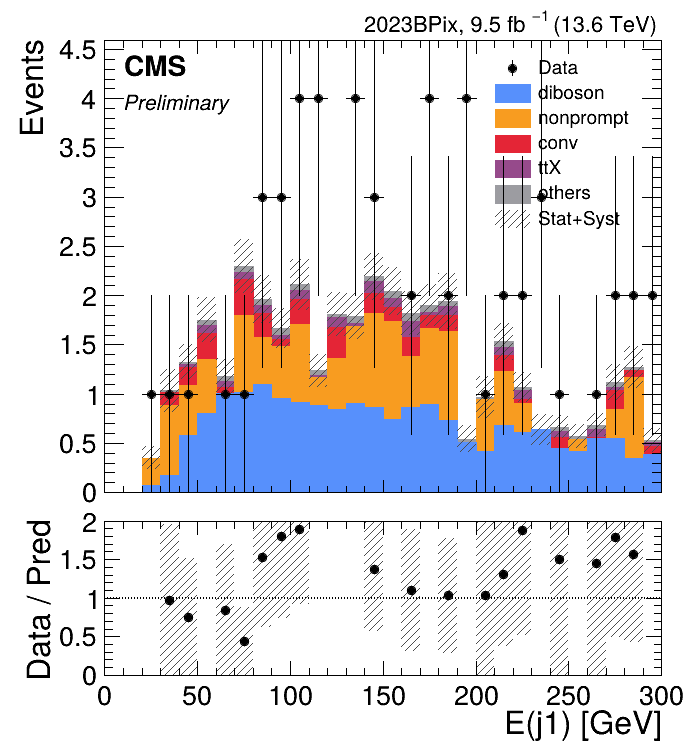 2023BPix, 9.5 fb⁻¹ (13.6 TeV)
Events
CMS
Preliminary
Data
diboson
nonprompt
conv
ttX
others
Stat+Syst
4.5
4
3.5
3
2.5
2
1.5
1
0.5
0
Data / Pred
2
1.5
1
0.5
0
0 50 100 150 200 250 300
E(j1) [GeV]